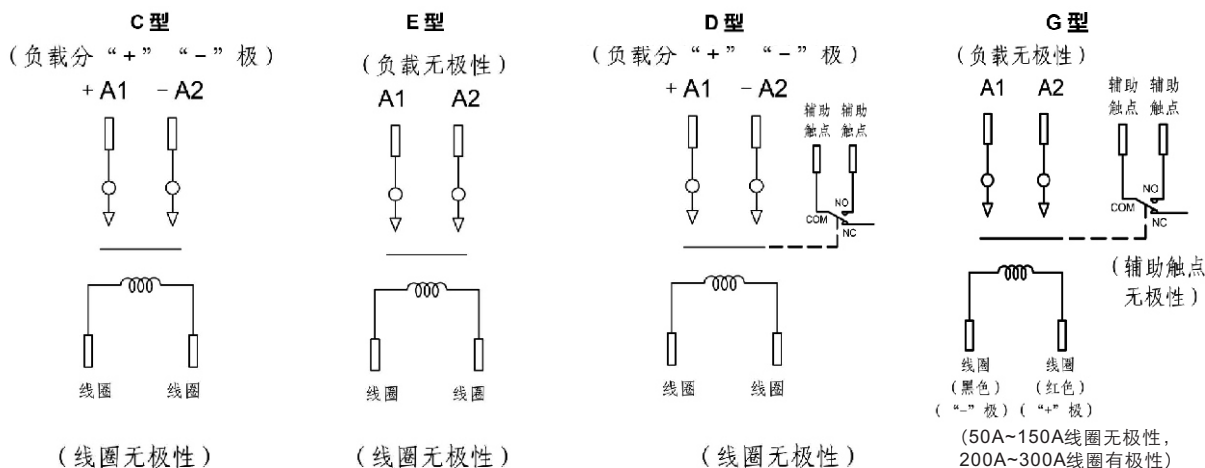 C 型
(负载分“+” “-”极)
+ A1 - A2
线圈 线圈
(线圈无极性)
E 型
(负载无极性)
A1 A2
线圈 线圈
(线圈无极性)
D 型
(负载分“+” “-”极)
+ A1 - A2
辅助 辅助
触点 触点
NO
COM
NC
线圈 线圈
(线圈无极性)
G 型
(负载无极性)
A1 A2
辅助 辅助
触点 触点
NO
COM
NC
(辅助触点
无极性)
线圈 线圈
(黑色) (红色)
(“-”极) (“+”极)
(50A~150A线圈无极性，
200A~300A线圈有极性)